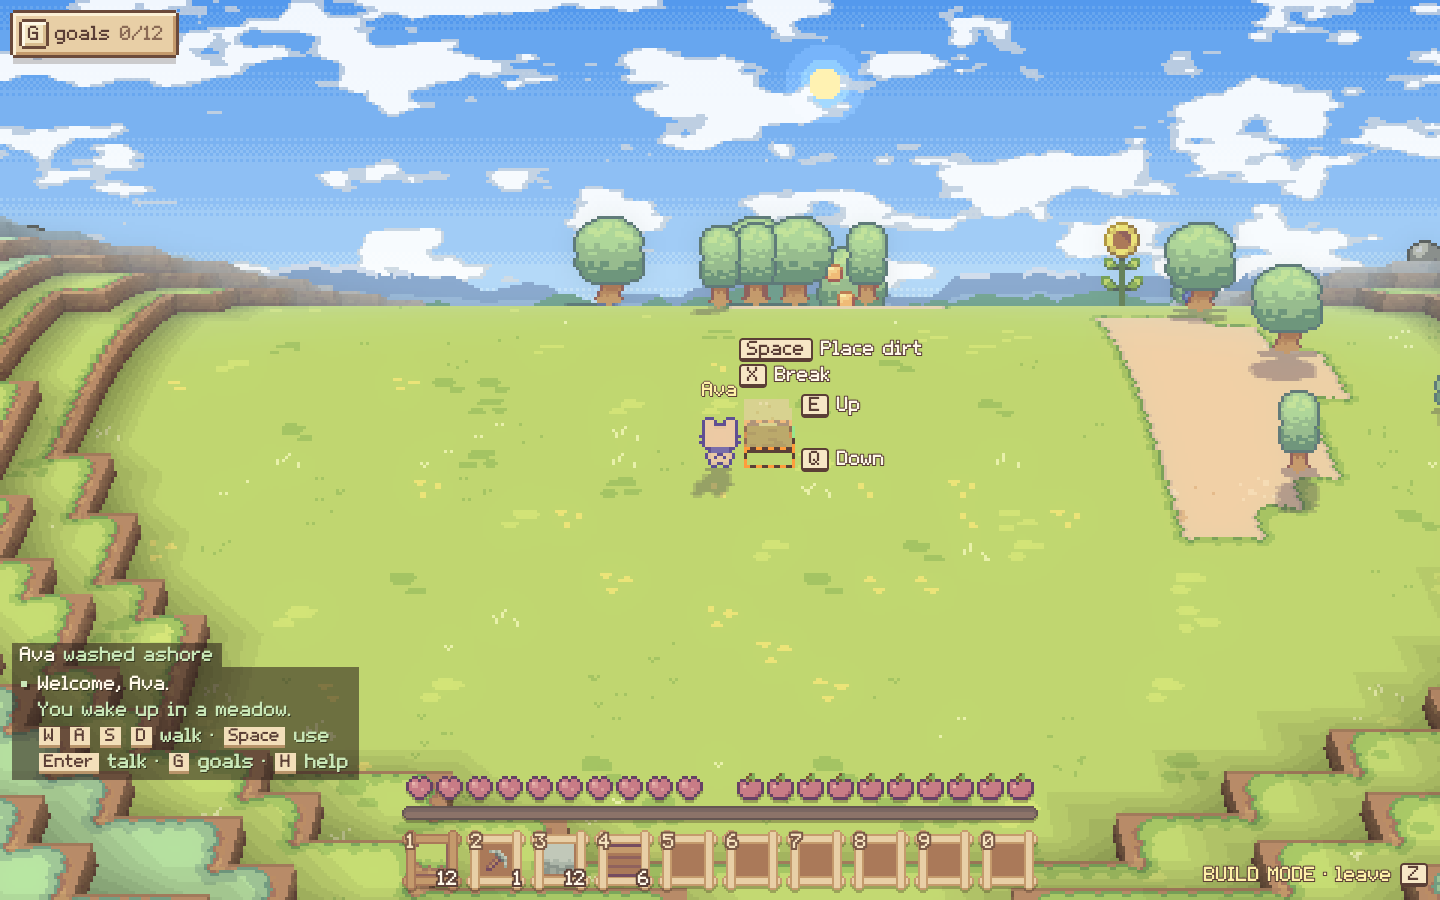 G goals 0/12
Space Place dirt
X Break
Ava
E Up
Q Down
Ava washed ashore
Welcome, Ava.
You wake up in a meadow.
W A S D walk · Space use
Enter talk · G goals · H help
1 2 3 4 5 6 7 8 9 0
12 1 12 6
BUILD MODE · leave Z